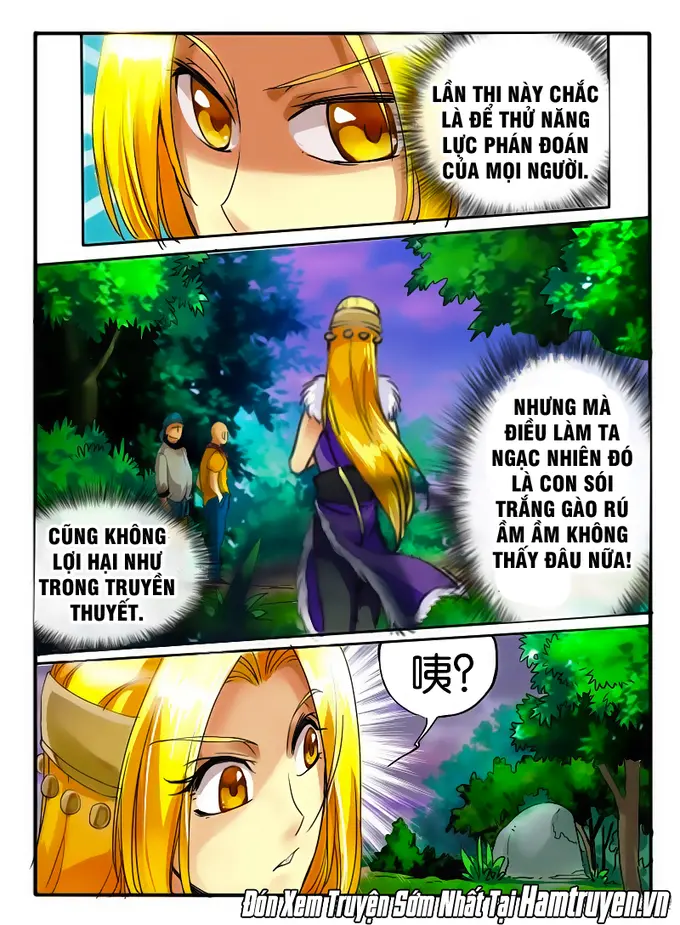 LẦN THI NÀY CHẮC
LÀ ĐỂ THỬ NĂNG
LỰC PHÁN ĐOÁN
CỦA MỌI NGƯỜI.
NHƯNG MÀ
ĐIỀU LÀM TA
NGẠC NHIÊN ĐÓ
LÀ CON SÓI
TRẮNG GÀO RÚ
ẦM ẦM KHÔNG
THẤY ĐÂU NỮA!
CŨNG KHÔNG
LỢI HẠI NHƯ
TRONG TRUYỀN
THUYẾT.
咦?
Đón Xem Truyện Sớm Nhất Tại Hamtruyen.vn